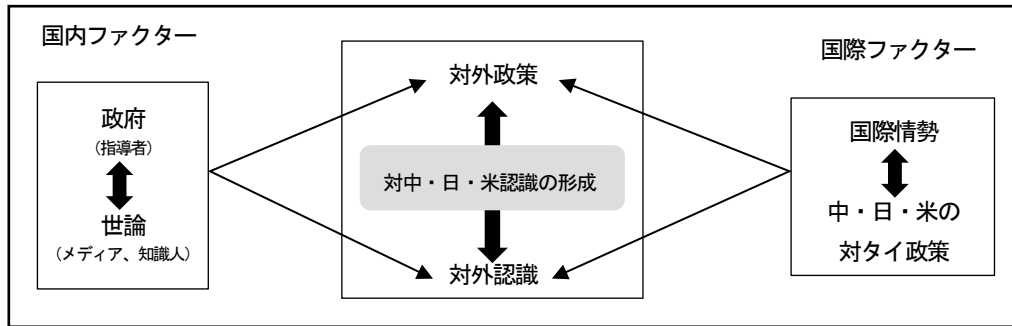 国内ファクター
政府
(指導者)
世論
(メディア、知識人)
対外政策
対中・日・米認識の形成
対外認識
国際ファクター
国際情勢
中・日・米の
対タイ政策